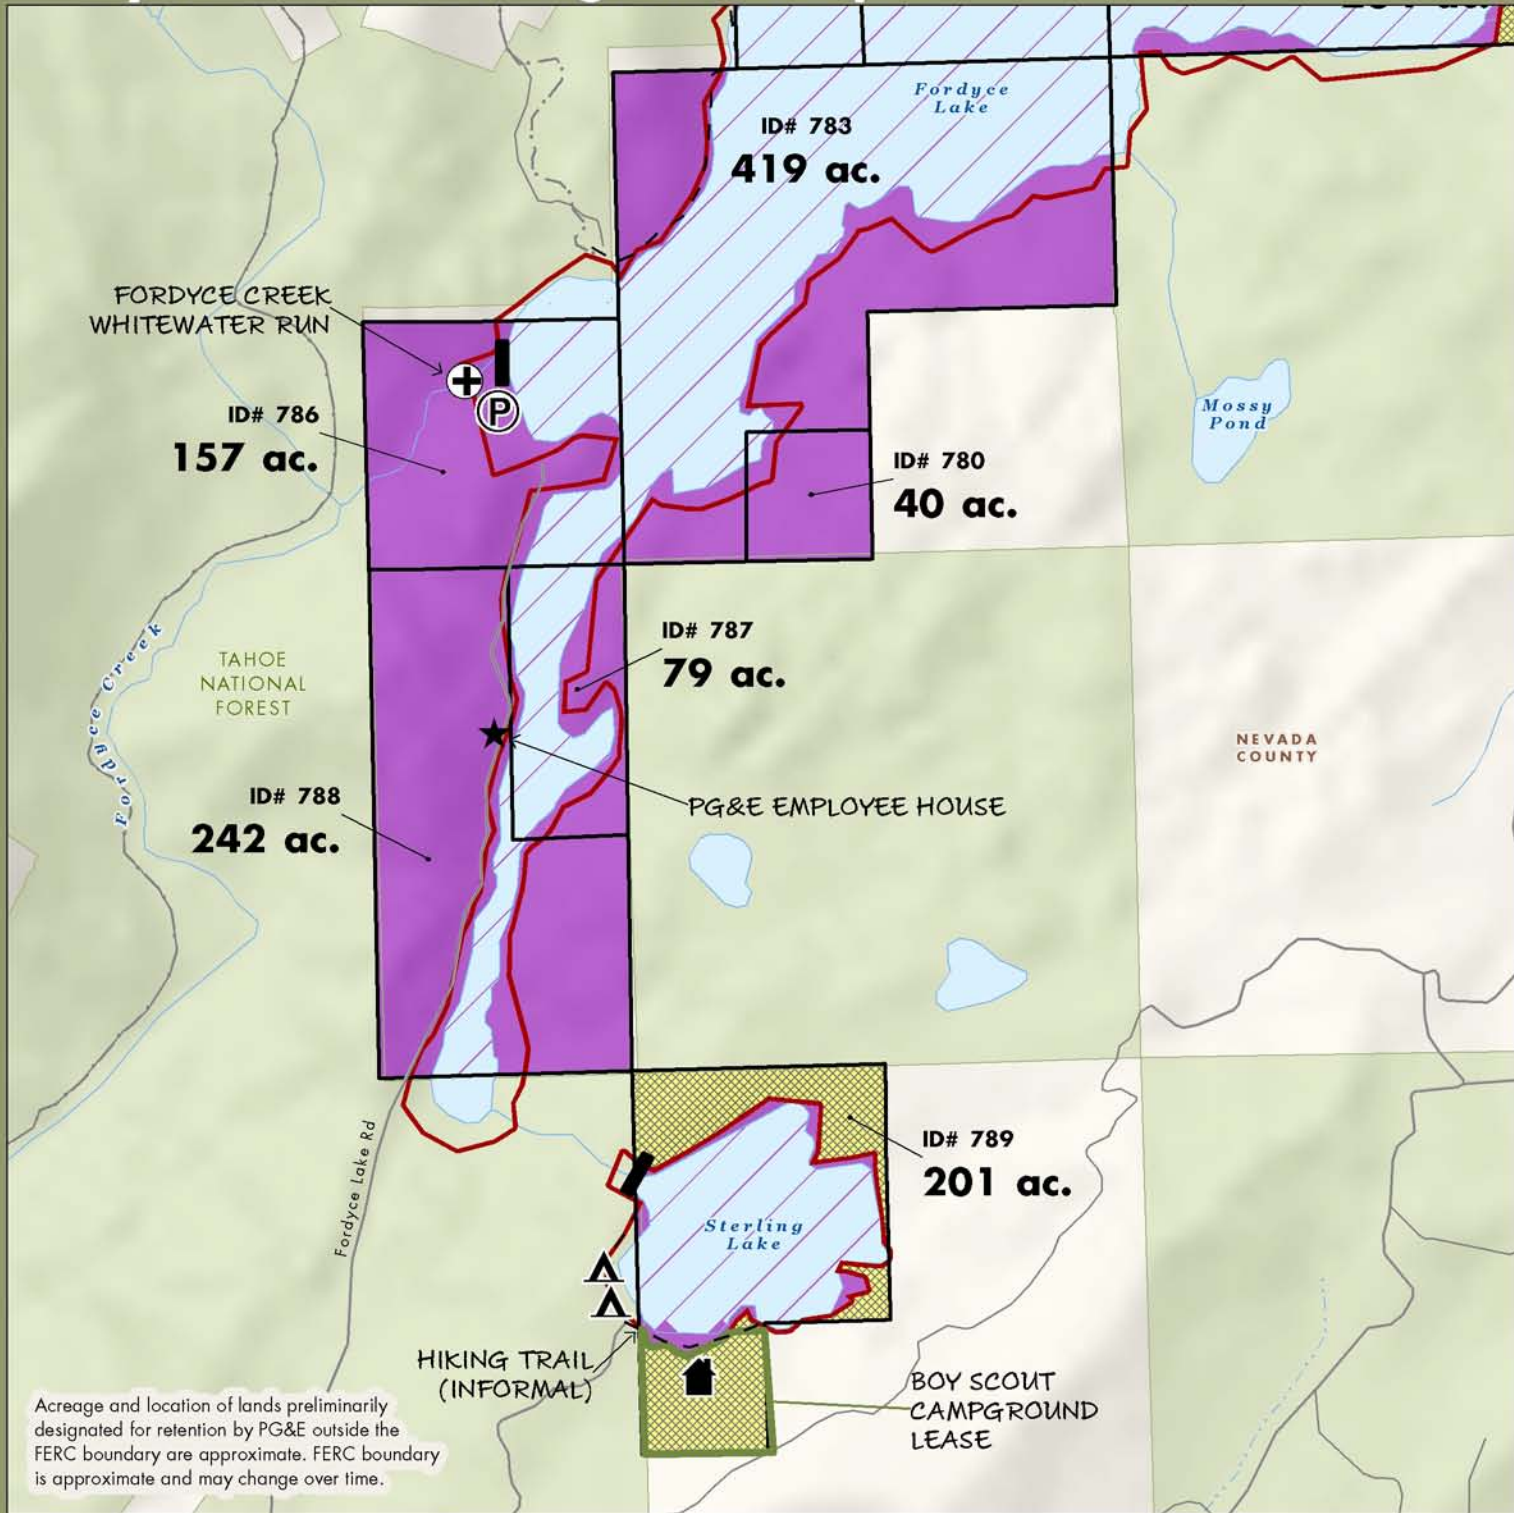 Fordyce
Lake
ID# 783
419 ac.
FORDYCE CREEK
WHITEWATER RUN
P
ID# 786
157 ac.
Mossy
Pond
ID# 780
40 ac.
Fordyce Creek
TAHOE
NATIONAL
FOREST
ID# 787
79 ac.
NEVADA
COUNTY
PG&E EMPLOYEE HOUSE
ID# 788
242 ac.
Fordyce Lake Rd
ID# 789
201 ac.
Sterling
Lake
HIKING TRAIL
(INFORMAL)
BOY SCOUT
CAMPGROUND
LEASE
Acreage and location of lands preliminarily
designated for retention by PG&E outside the
FERC boundary are approximate. FERC boundary
is approximate and may change over time.